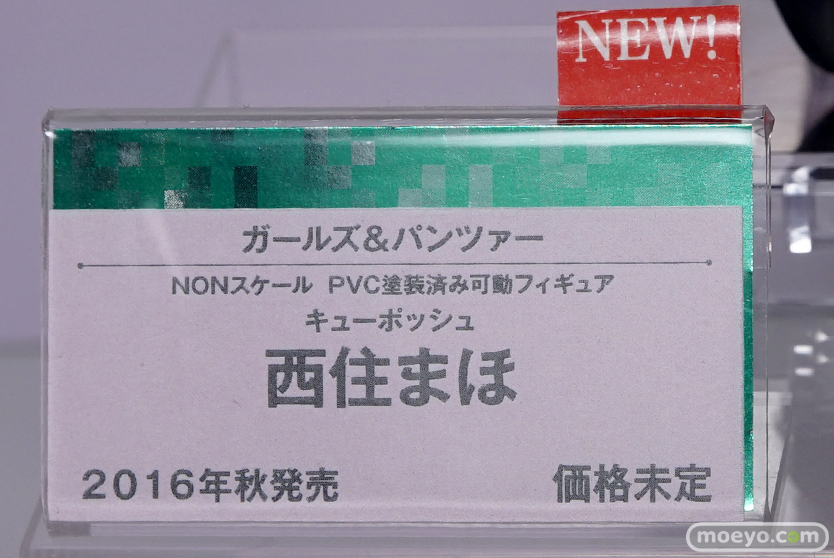 NEW!
ガールズ&パンツァー
NONスケール PVC塗装済み可動フィギュア
キューポッシュ
西住まほ
2016年秋発売 価格未定
moeyo.com